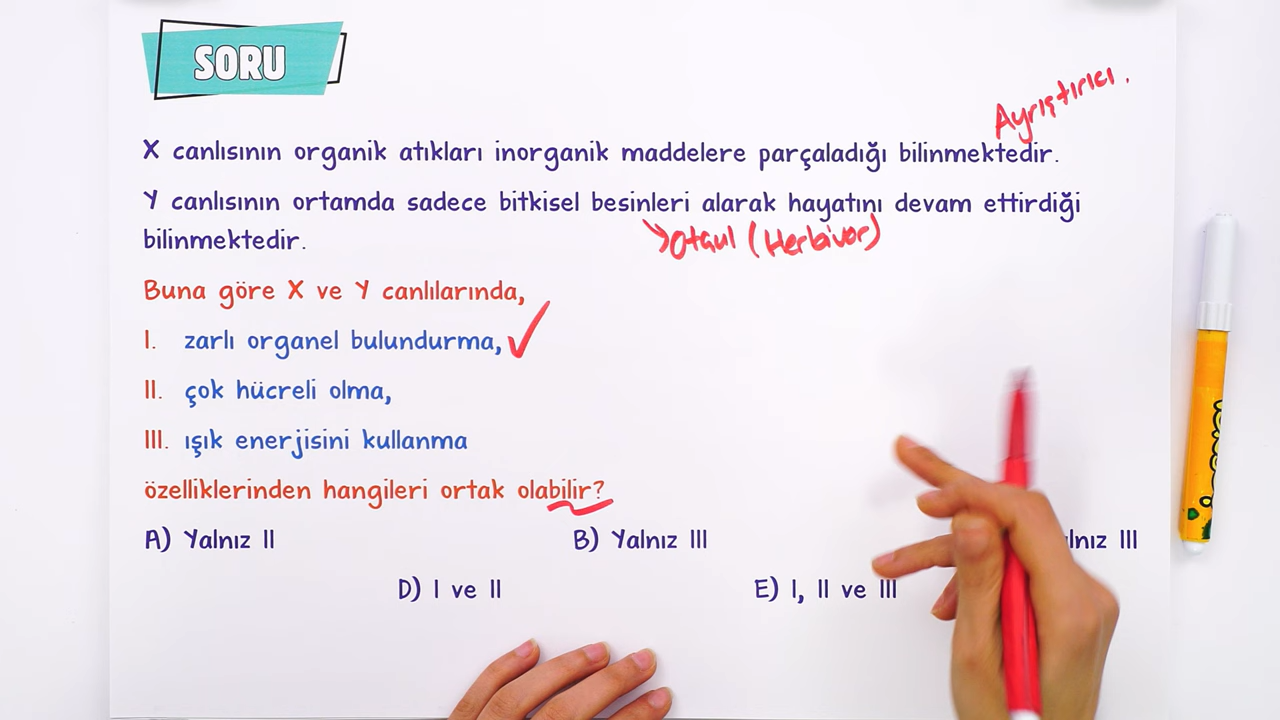 SORU
Ayrıştırıcı.
X canlısının organik atıkları inorganik maddelere parçaladığı bilinmektedir.
Y canlısının ortamda sadece bitkisel besinleri alarak hayatını devam ettirdiği
Otçul (Herbivor)
bilinmektedir.
Buna göre X ve Y canlılarında,
I. zarlı organel bulundurma,
II. çok hücreli olma,
III. ışık enerjisini kullanma
özelliklerinden hangileri ortak olabilir?
A) Yalnız II B) Yalnız III III
D) I ve II E) I, II ve III